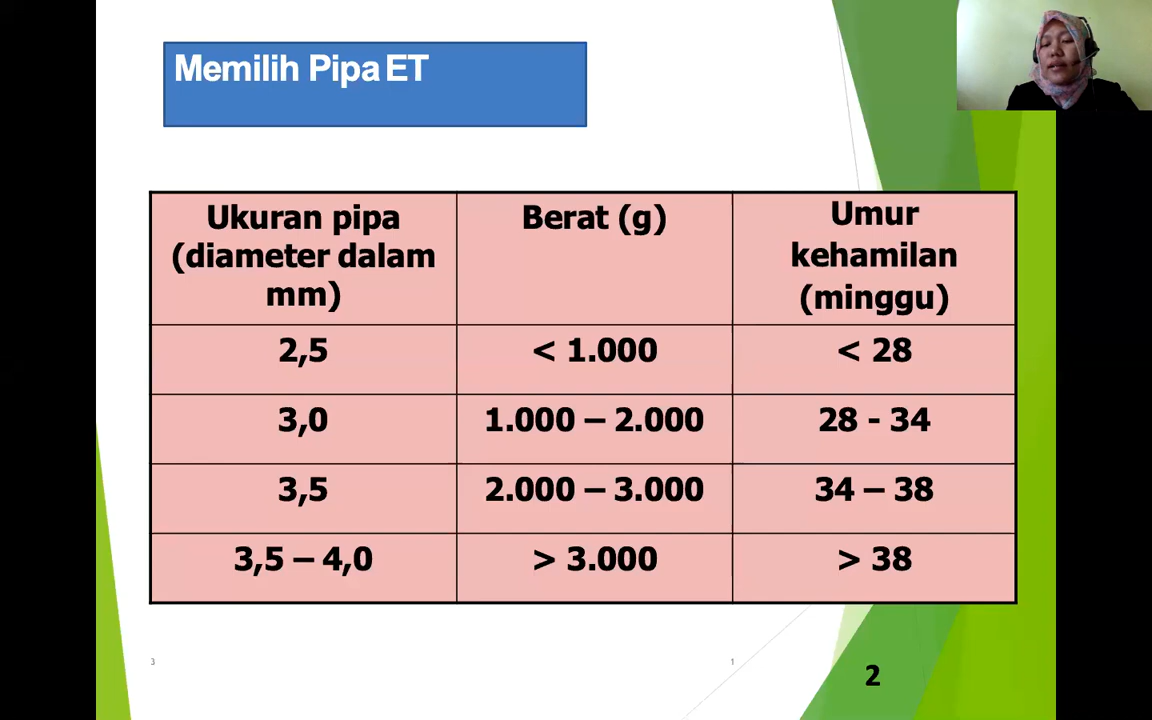 Memilih Pipa ET
Ukuran pipa
(diameter dalam
mm)
Berat (g)
Umur
kehamilan
(minggu)
2,5
< 1.000
< 28
3,0
1.000 – 2.000
28 - 34
3,5
2.000 – 3.000
34 – 38
3,5 – 4,0
> 3.000
> 38
3
1
2